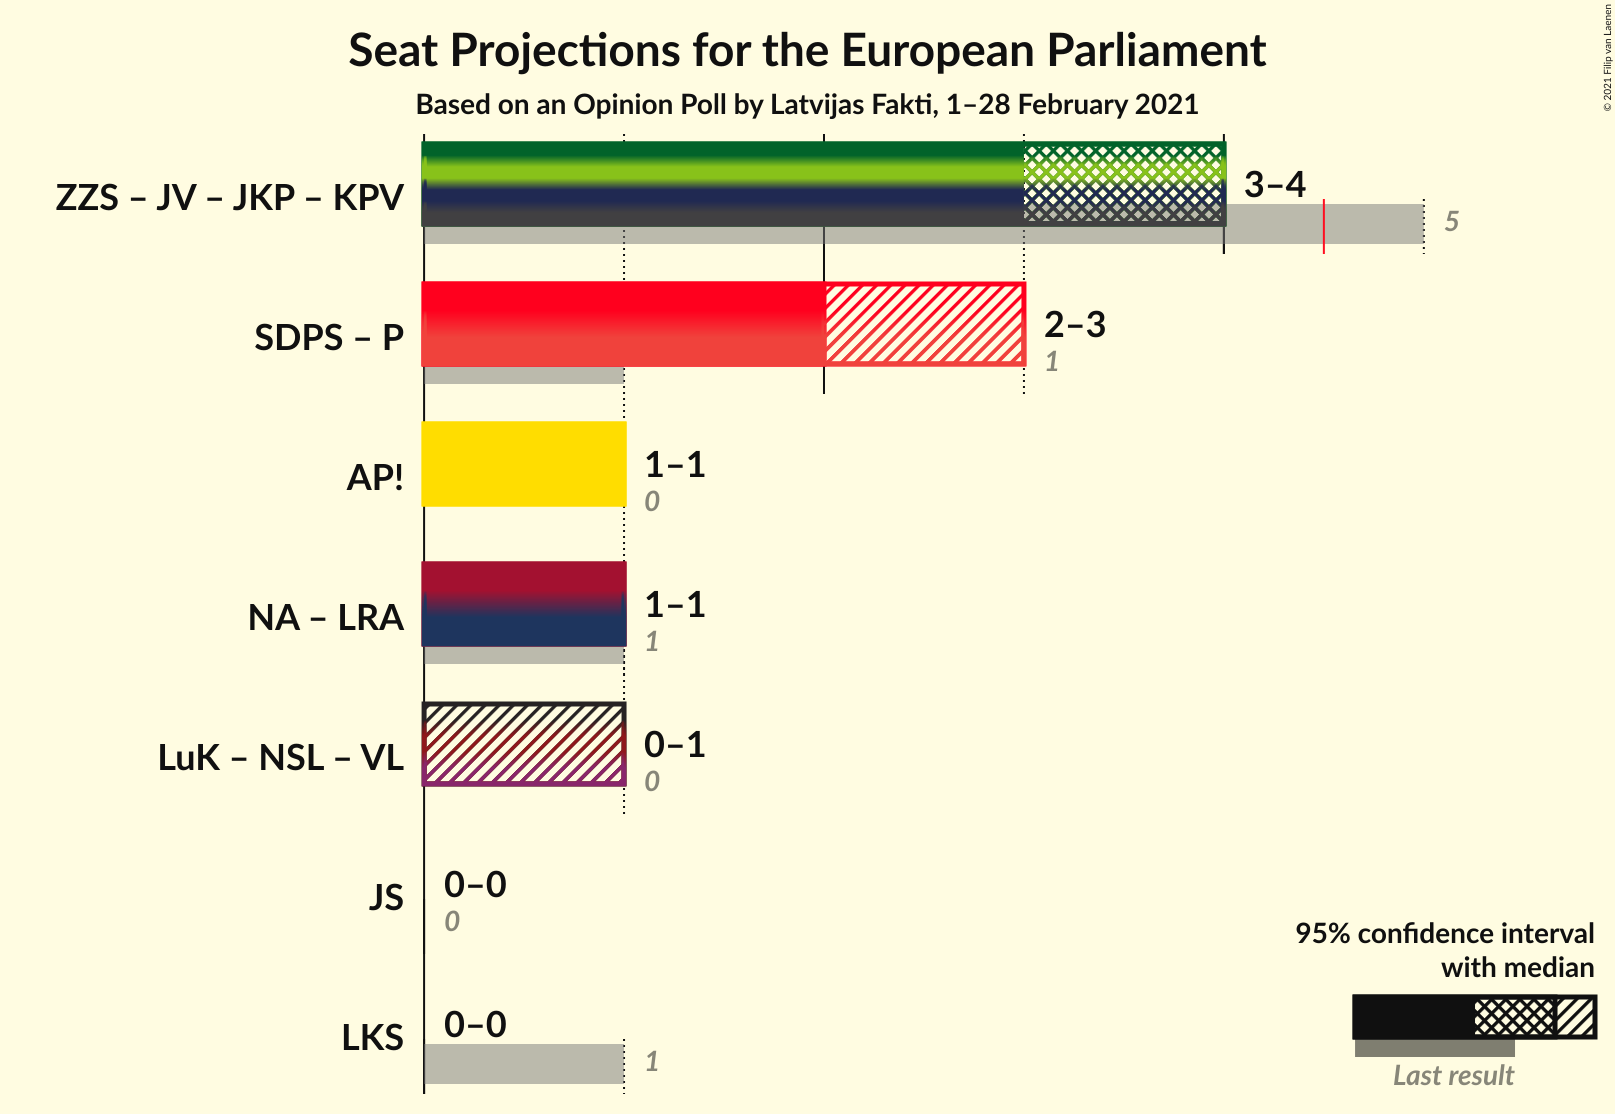 Seat Projections for the European Parliament
Based on an Opinion Poll by Latvijas Fakti, 1–28 February 2021
© 2021 Filip van Laenen
ZZS – JV – JKP – KPV
3–4
5
SDPS – P
2–3
1
AP!
1–1
0
NA – LRA
1–1
1
LuK – NSL – VL
0–1
0
JS
0–0
0
LKS
0–0
1
95% confidence interval
with median
Last result